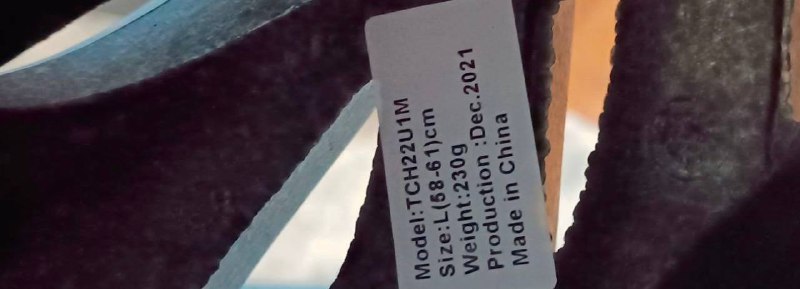 Model:TCH22U1M
Size:L(58-61)cm
Weight:230g
Production :Dec.2021
Made in China